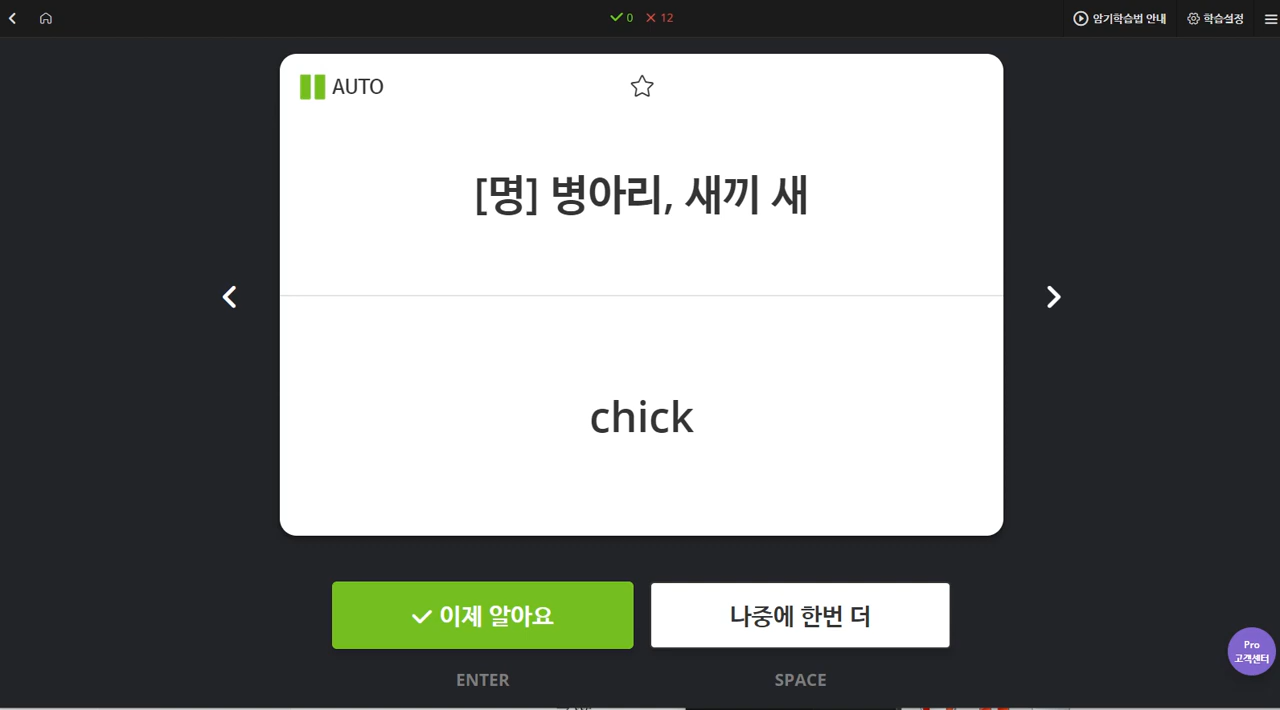 0 12
암기학습법 안내
학습설정
AUTO
[명] 병아리, 새끼 새
chick
이제 알아요
나중에 한번 더
ENTER
SPACE
Pro
고객센터